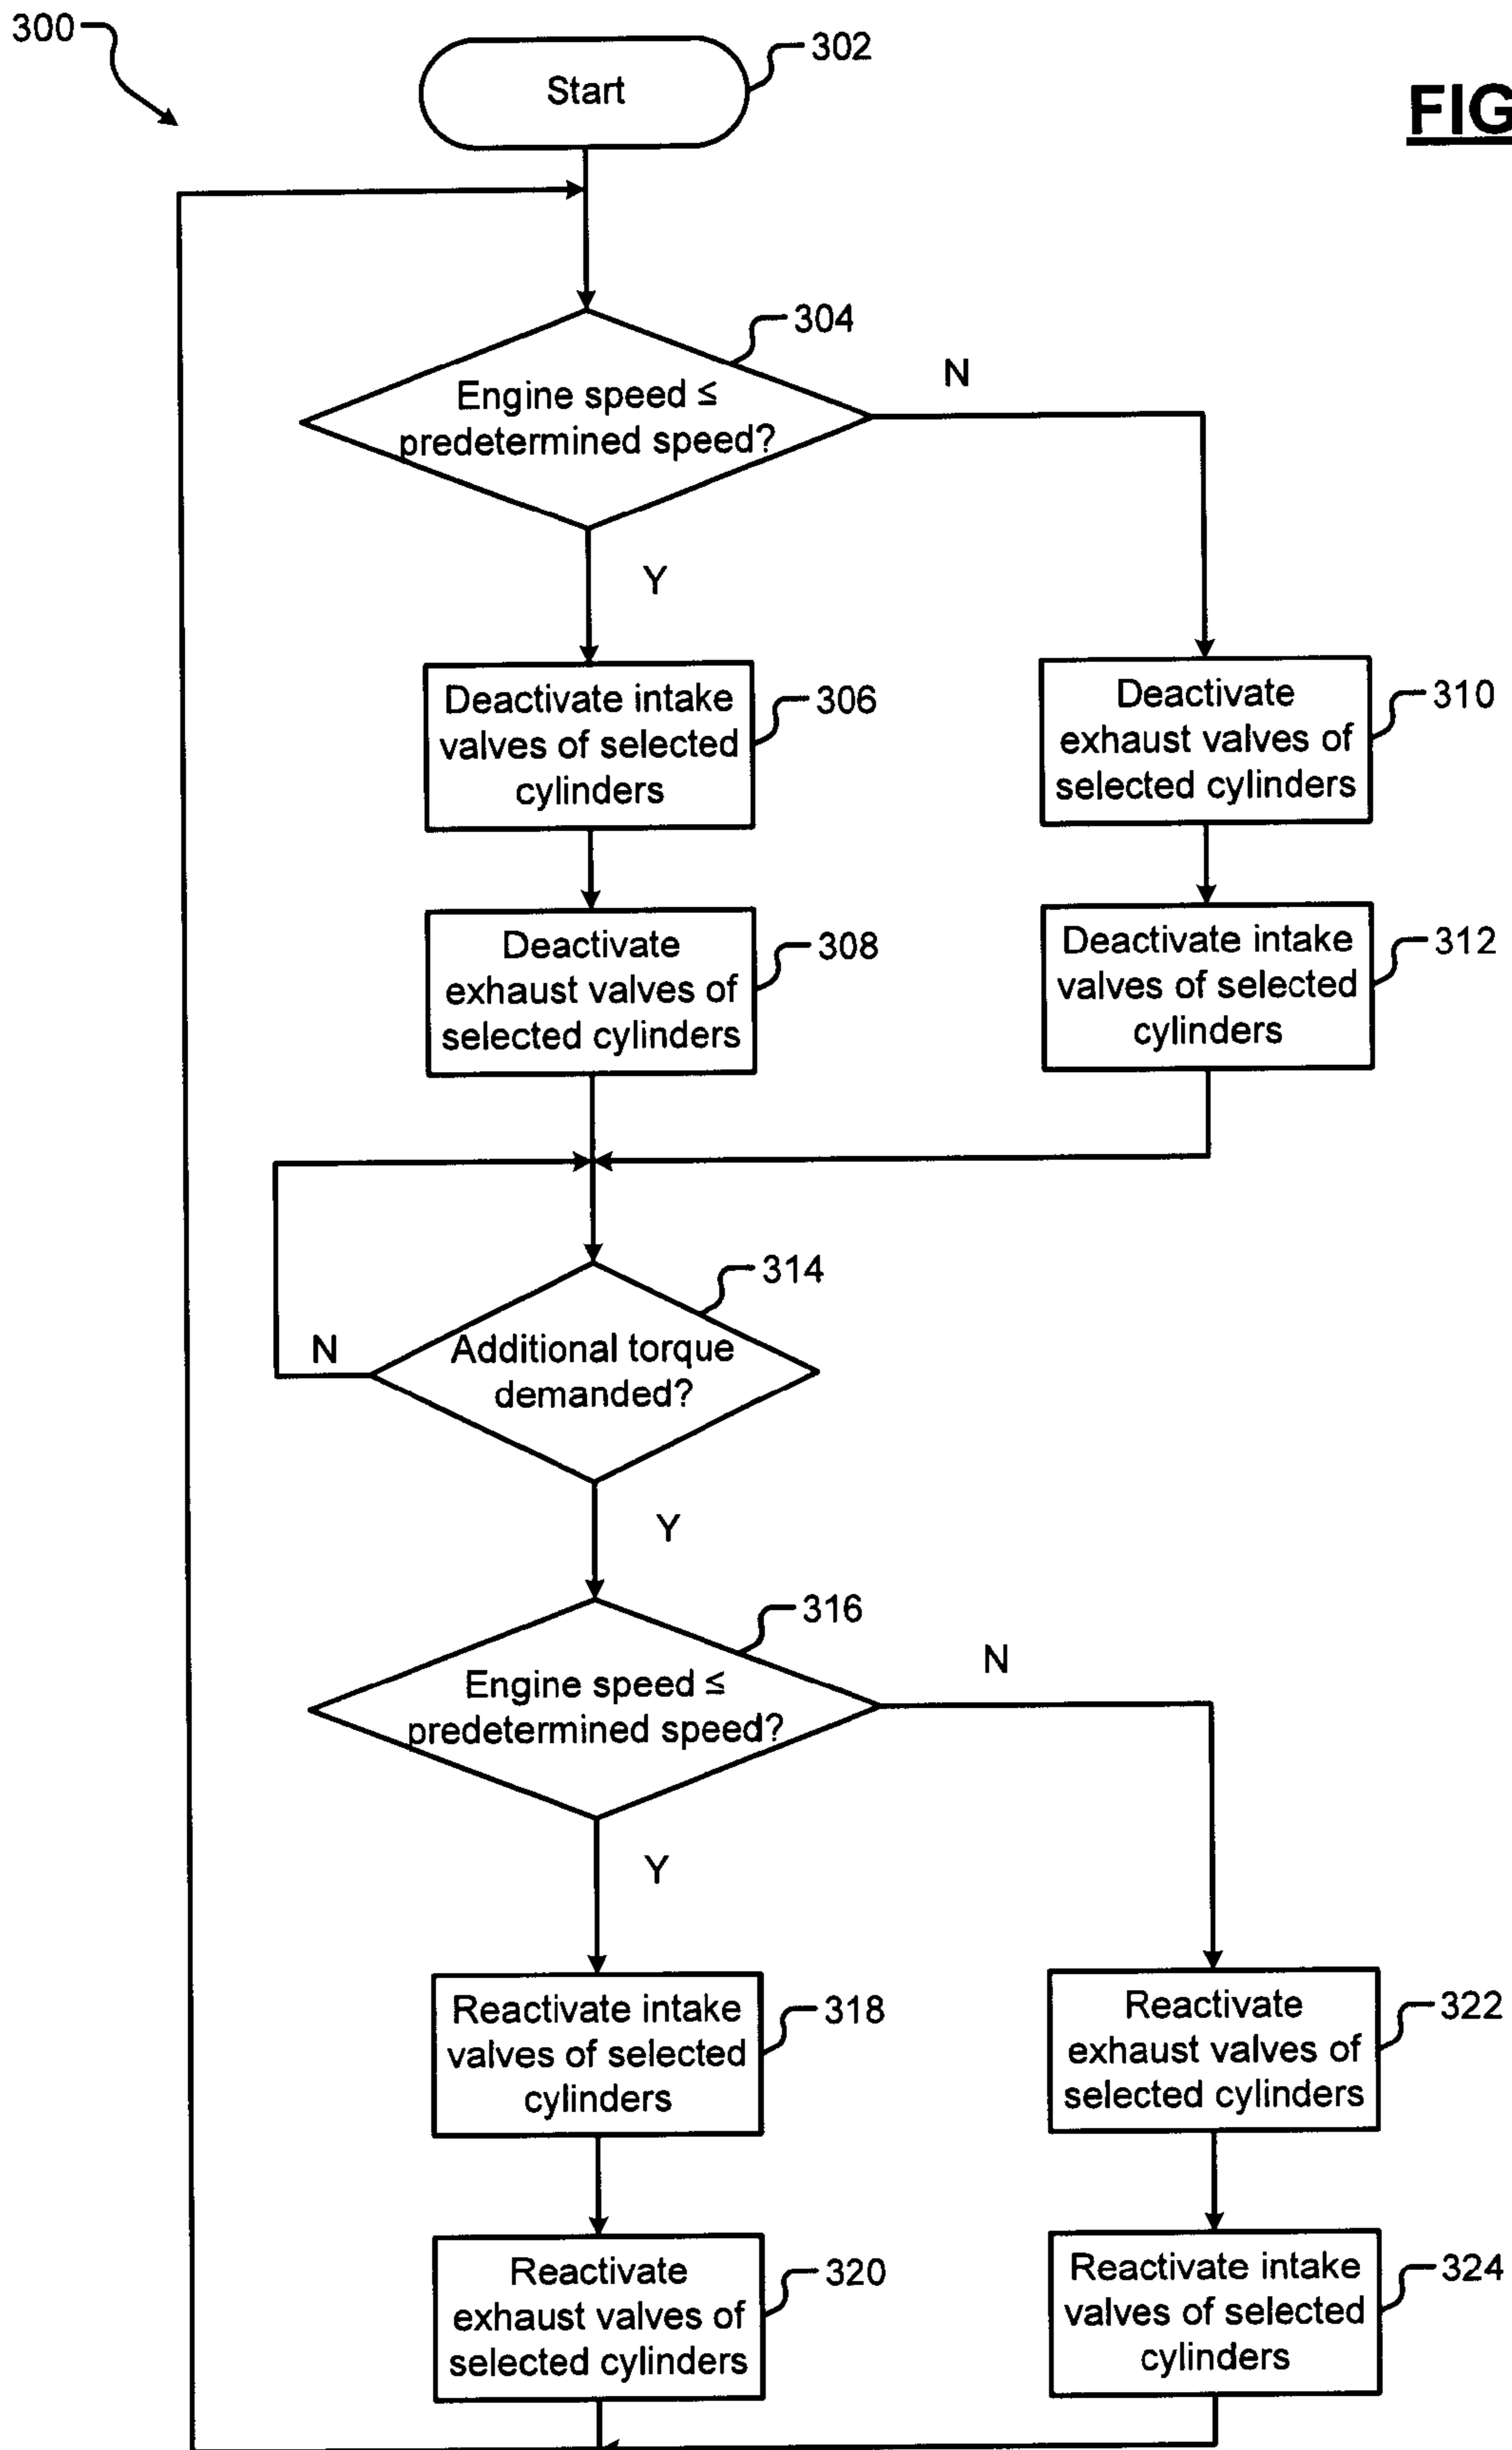 300
Start
302
FIG
304
Engine speed ≤
predetermined speed?
N
Y
Deactivate intake
valves of selected
cylinders
306
Deactivate
exhaust valves of
selected cylinders
310
Deactivate
exhaust valves of
selected cylinders
308
Deactivate intake
valves of selected
cylinders
312
314
Additional torque
demanded?
N
Y
316
Engine speed ≤
predetermined speed?
N
Y
Reactivate intake
valves of selected
cylinders
318
Reactivate
exhaust valves of
selected cylinders
322
Reactivate
exhaust valves of
selected cylinders
320
Reactivate intake
valves of selected
cylinders
324